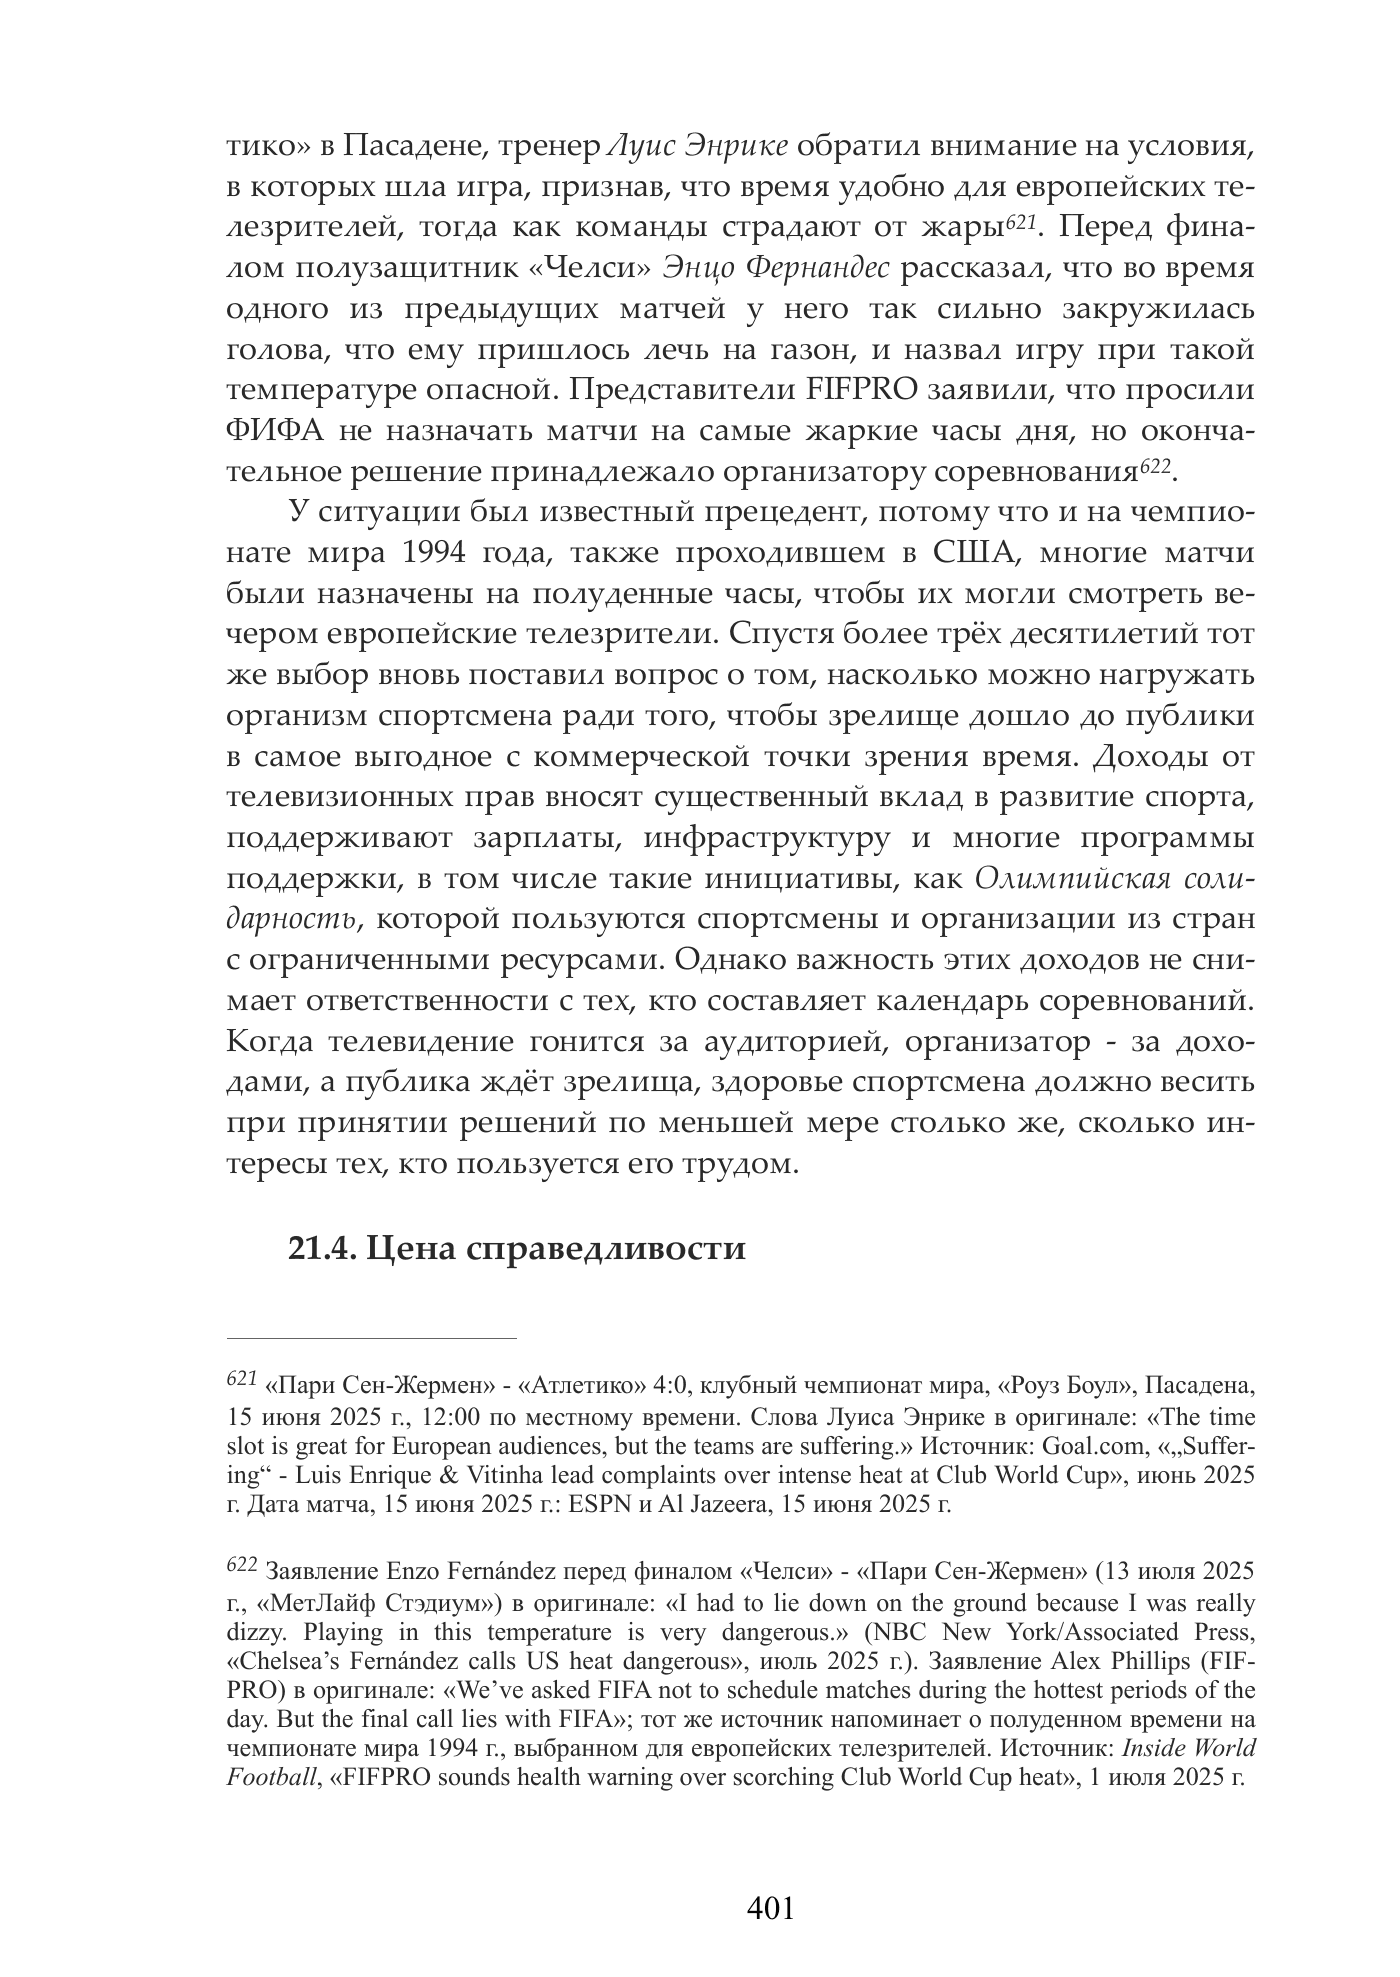 тико» в Пасадене, тренер Луис Энрике обратил внимание на условия,
в которых шла игра, признав, что время удобно для европейских те-
лезрителей, тогда как команды страдают от жары621. Перед фина-
лом полузащитник «Челси» Энцо Фернандес рассказал, что во время
одного из предыдущих матчей у него так сильно закружилась
голова, что ему пришлось лечь на газон, и назвал игру при такой
температуре опасной. Представители FIFPRO заявили, что просили
ФИФА не назначать матчи на самые жаркие часы дня, но оконча-
тельное решение принадлежало организатору соревнования622.
У ситуации был известный прецедент, потому что и на чемпио-
нате мира 1994 года, также проходившем в США, многие матчи
были назначены на полуденные часы, чтобы их могли смотреть ве-
чером европейские телезрители. Спустя более трёх десятилетий тот
же выбор вновь поставил вопрос о том, насколько можно нагружать
организм спортсмена ради того, чтобы зрелище дошло до публики
в самое выгодное с коммерческой точки зрения время. Доходы от
телевизионных прав вносят существенный вклад в развитие спорта,
поддерживают зарплаты, инфраструктуру и многие программы
поддержки, в том числе такие инициативы, как Олимпийская соли-
дарность, которой пользуются спортсмены и организации из стран
с ограниченными ресурсами. Однако важность этих доходов не сни-
мает ответственности с тех, кто составляет календарь соревнований.
Когда телевидение гонится за аудиторией, организатор - за дохо-
дами, а публика ждёт зрелища, здоровье спортсмена должно весить
при принятии решений по меньшей мере столько же, сколько ин-
тересы тех, кто пользуется его трудом.
21.4. Цена справедливости
621 «Пари Сен-Жермен» - «Атлетико» 4:0, клубный чемпионат мира, «Роуз Боул», Пасадена,
15 июня 2025 г., 12:00 по местному времени. Слова Луиса Энрике в оригинале: «The time
slot is great for European audiences, but the teams are suffering.» Источник: Goal.com, «„Suffer-
ing“ - Luis Enrique & Vitinha lead complaints over intense heat at Club World Cup», июнь 2025
г. Дата матча, 15 июня 2025 г.: ESPN и Al Jazeera, 15 июня 2025 г.
622 Заявление Enzo Fernández перед финалом «Челси» - «Пари Сен-Жермен» (13 июля 2025
г., «МетЛайф Стэдиум») в оригинале: «I had to lie down on the ground because I was really
dizzy. Playing in this temperature is very dangerous.» (NBC New York/Associated Press,
«Chelsea’s Fernández calls US heat dangerous», июль 2025 г.). Заявление Alex Phillips (FIF-
PRO) в оригинале: «We’ve asked FIFA not to schedule matches during the hottest periods of the
day. But the final call lies with FIFA»; тот же источник напоминает о полуденном времени на
чемпионате мира 1994 г., выбранном для европейских телезрителей. Источник: Inside World
Football, «FIFPRO sounds health warning over scorching Club World Cup heat», 1 июля 2025 г.
401